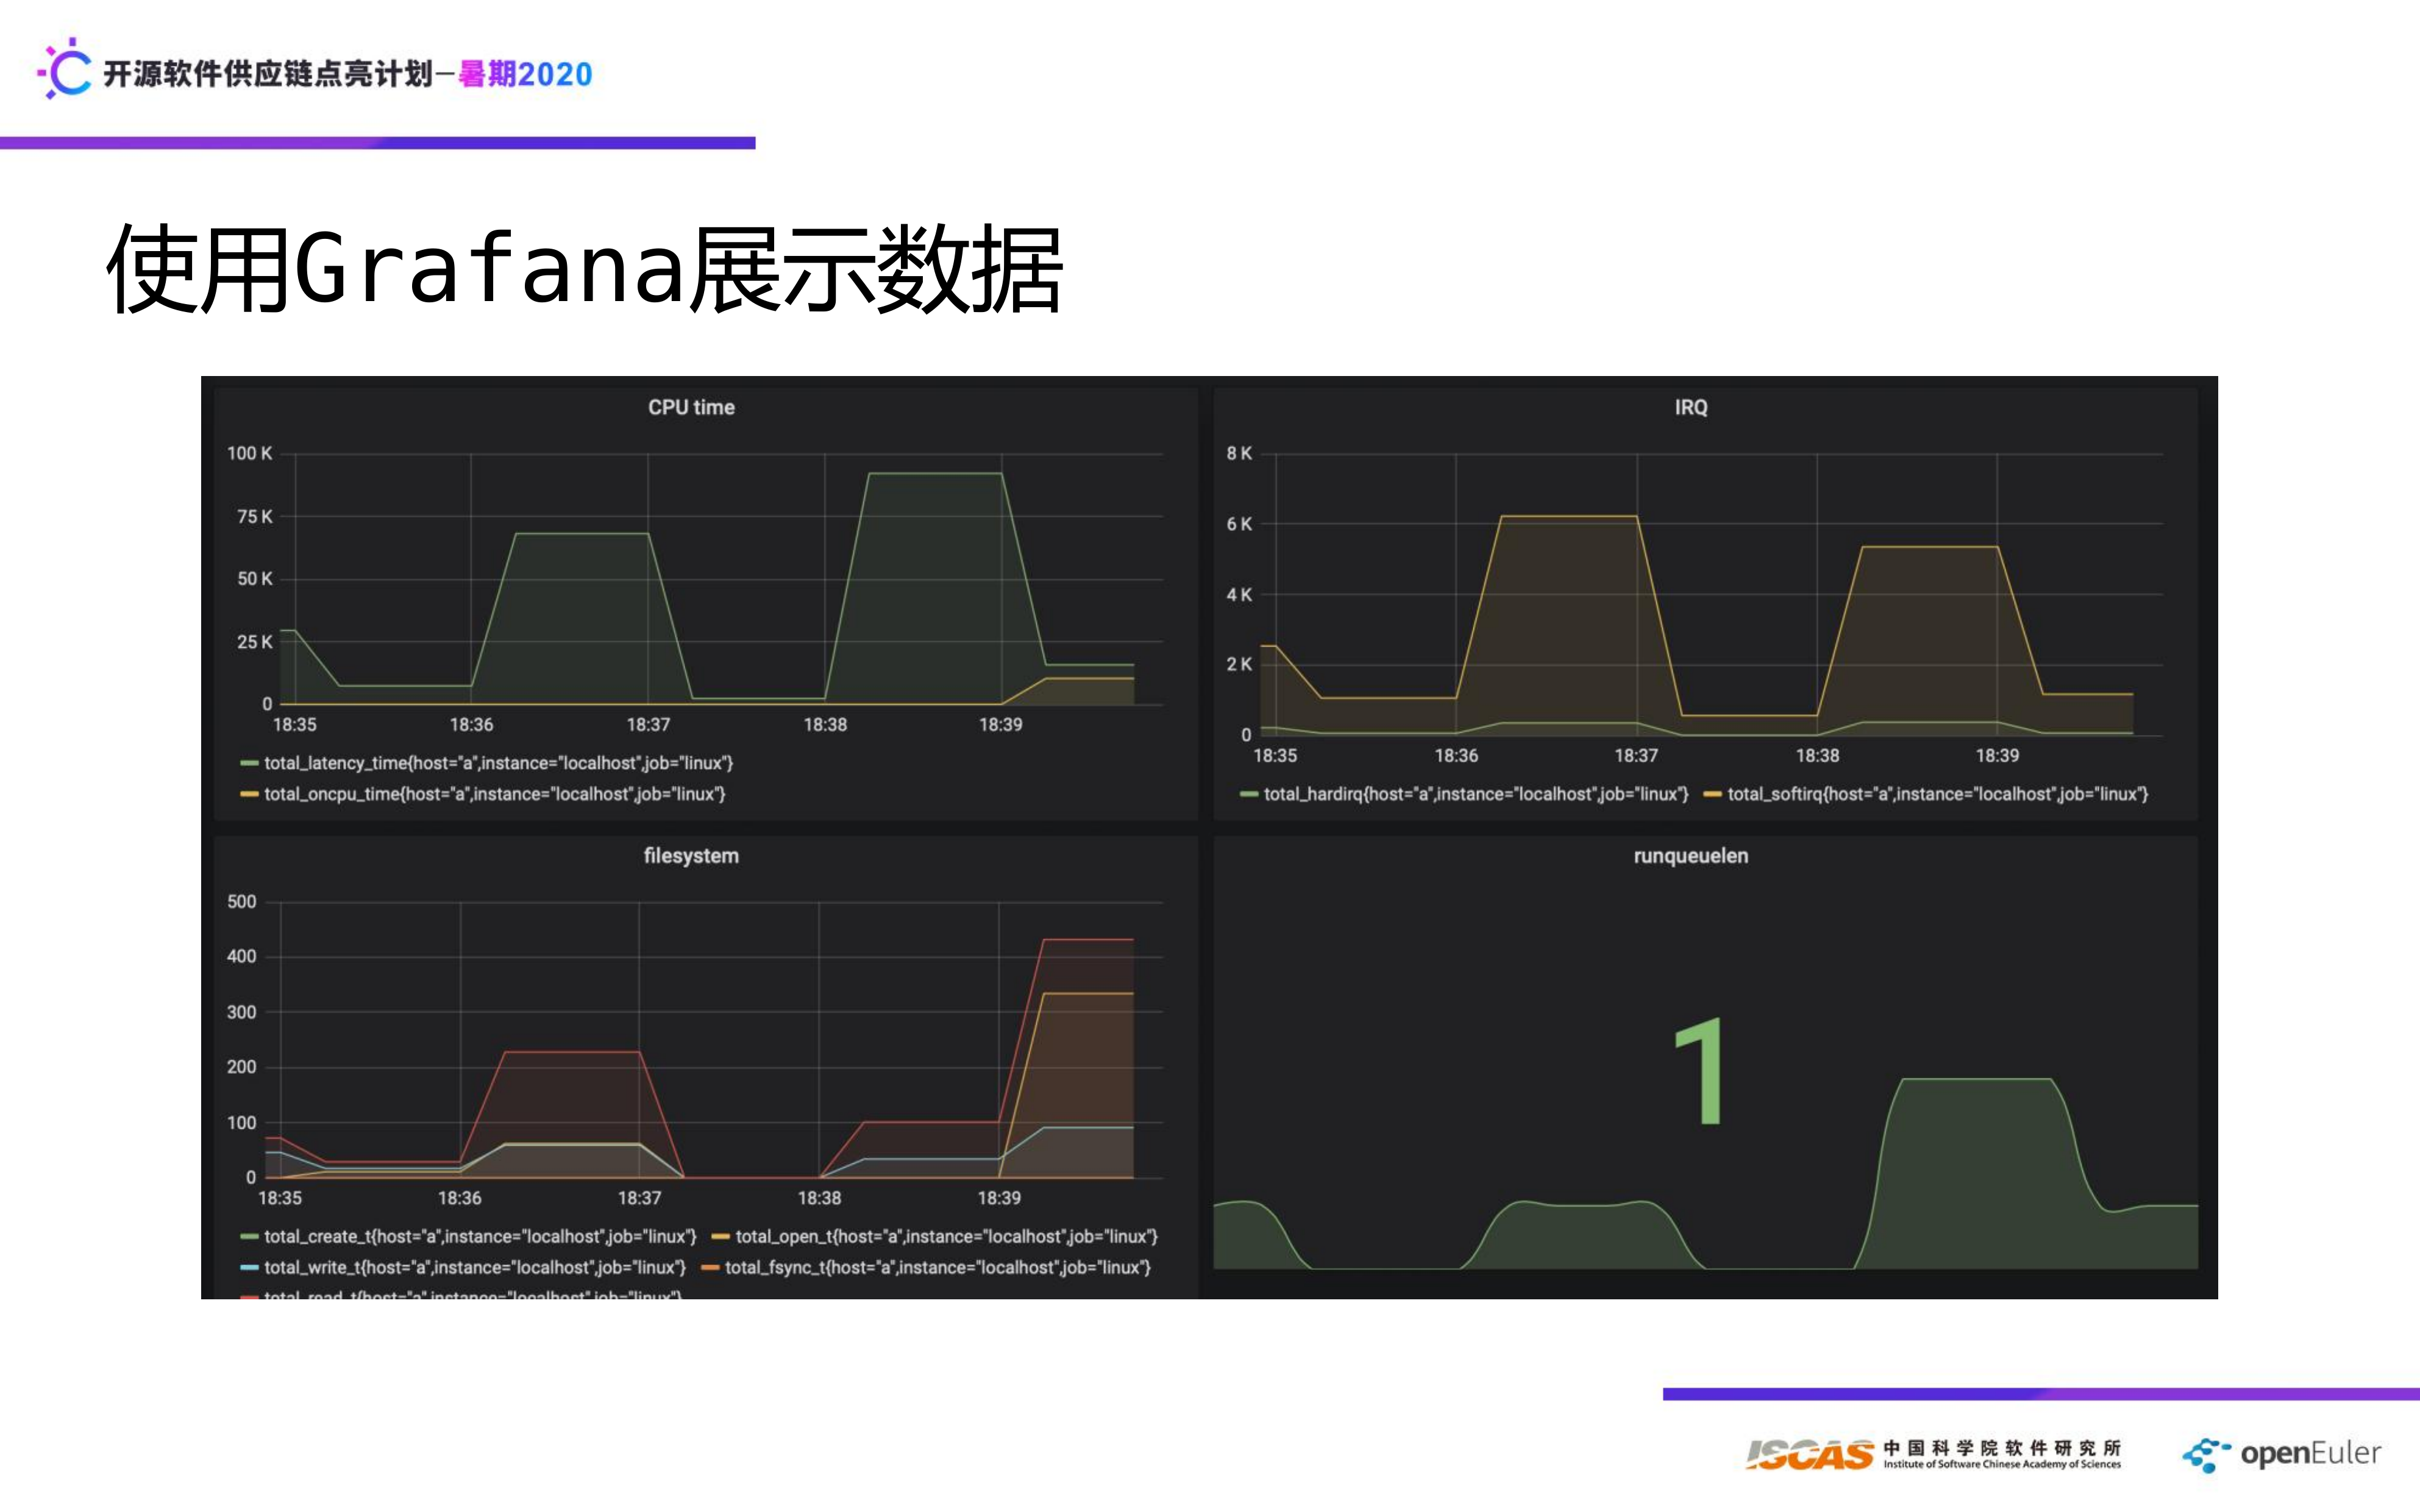 开源软件供应链点亮计划—暑期2020
使用Grafana展示数据
CPU time
100 K
75 K
50 K
25 K
0
18:35 18:36 18:37 18:38 18:39
total_latency_time{host="a",instance="localhost",job="linux"}
total_oncpu_time{host="a",instance="localhost",job="linux"}
IRQ
8 K
6 K
4 K
2 K
0
18:35 18:36 18:37 18:38 18:39
total_hardirq{host="a",instance="localhost",job="linux"} total_softirq{host="a",instance="localhost",job="linux"}
filesystem
500
400
300
200
100
0
18:35 18:36 18:37 18:38 18:39
total_create_t{host="a",instance="localhost",job="linux"} total_open_t{host="a",instance="localhost",job="linux"}
total_write_t{host="a",instance="localhost",job="linux"} total_fsync_t{host="a",instance="localhost",job="linux"}
total_read_t{host="a",instance="localhost",job="linux"}
runqueuelen
1
ISCAS 中国科学院软件研究所
Institute of Software Chinese Academy of Sciences
openEuler